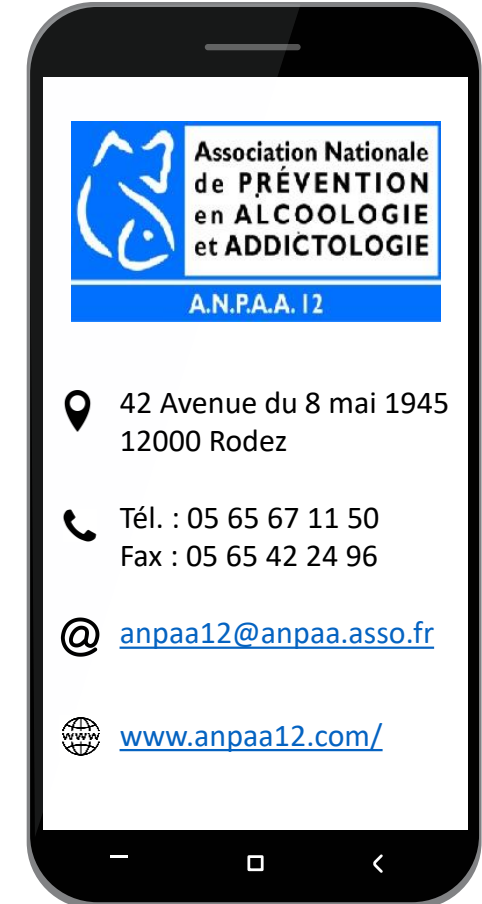 Association Nationale
de PRÉVENTION
en ALCOOLOGIE
et ADDICTOLOGIE
A.N.P.A.A. 12
42 Avenue du 8 mai 1945
12000 Rodez
Tél. : 05 65 67 11 50
Fax : 05 65 42 24 96
@ anpaa12@anpaa.asso.fr
www www.anpaa12.com/